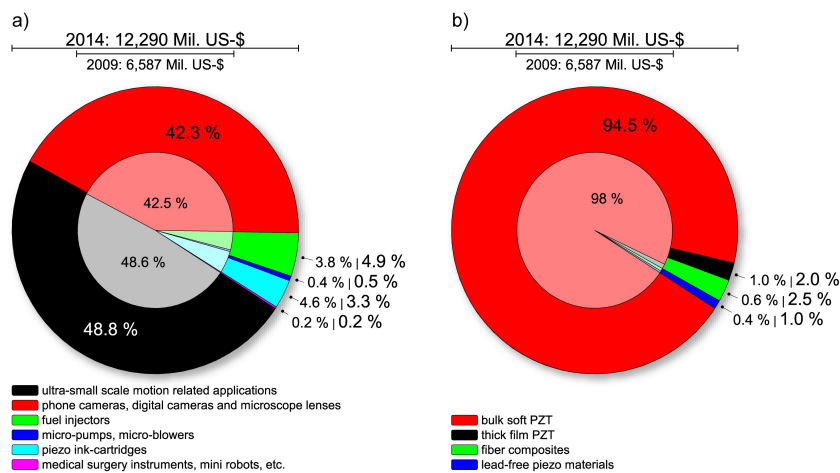 a)
2014: 12,290 Mil. US-$
2009: 6,587 Mil. US-$
42.3 %
42.5 %
48.6 %
48.8 %
3.8 % | 4.9 %
0.4 % | 0.5 %
4.6 % | 3.3 %
0.2 % | 0.2 %
ultra-small scale motion related applications
phone cameras, digital cameras and microscope lenses
fuel injectors
micro-pumps, micro-blowers
piezo ink-cartridges
medical surgery instruments, mini robots, etc.
b)
2014: 12,290 Mil. US-$
2009: 6,587 Mil. US-$
94.5 %
98 %
1.0 % | 2.0 %
0.6 % | 2.5 %
0.4 % | 1.0 %
bulk soft PZT
thick film PZT
fiber composites
lead-free piezo materials